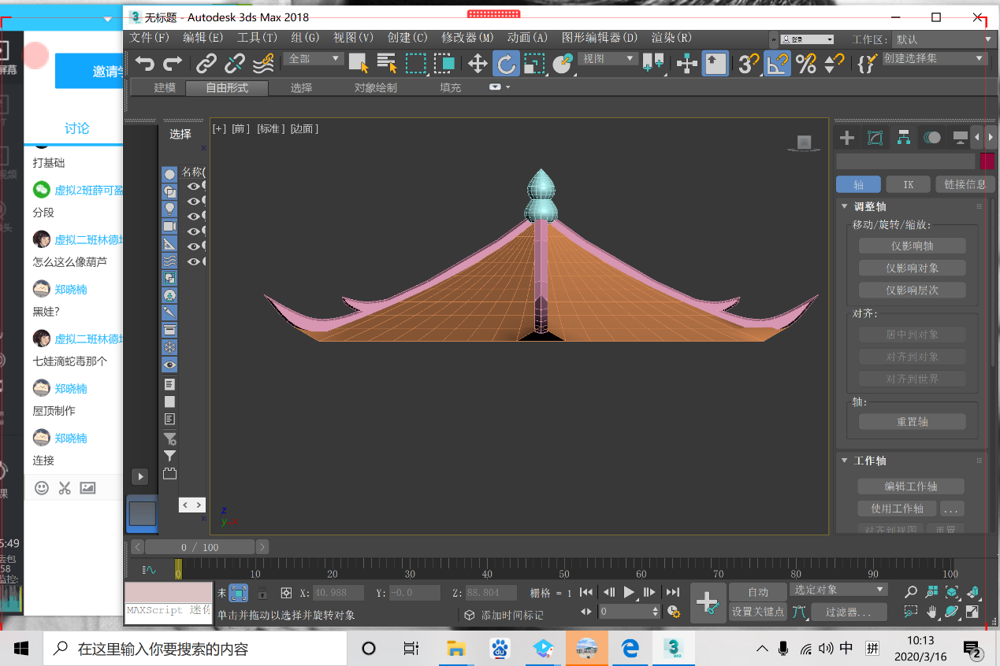 无标题 - Autodesk 3ds Max 2018
文件(F) 编辑(E) 工具(T) 组(G) 视图(V) 创建(C) 修改器(M) 动画(A) 图形编辑器(D) 渲染(R)
» 登录 工作区: 默认
全部 视图 创建选择集
建模 自由形式 选择 对象绘制 填充
屏幕
邀请学
讨论
打基础
虚拟2班薛可盈
分段
虚拟二班林德
怎么这么像葫芦
郑晓楠
黑娃?
虚拟二班林德
七娃滴蛇毒那个
郑晓楠
屋顶制作
郑晓楠
连接
5:49
58
监控:
选择
名称(
[+] [前] [标准] [边面]
z
y
轴 IK 链接信息
调整轴
移动/旋转/缩放:
仅影响轴
仅影响对象
仅影响层次
对齐:
居中到对象
对齐到对象
对齐到世界
轴:
重置轴
工作轴
编辑工作轴
使用工作轴 ...
对齐到视图 重置
< 0 / 100 >
0 10 20 30 40 50 60 70 80 90 100
未 X: 40.988 Y: -0.0 Z: 88.804 栅格 = 1
自动 选定对象
MAXScript 迷
单击并拖动以选择并旋转对象
添加时间标记
0
设置关键点 过滤器...
在这里输入你要搜索的内容
du
3
MAX
中 拼
10:13
2020/3/16
2